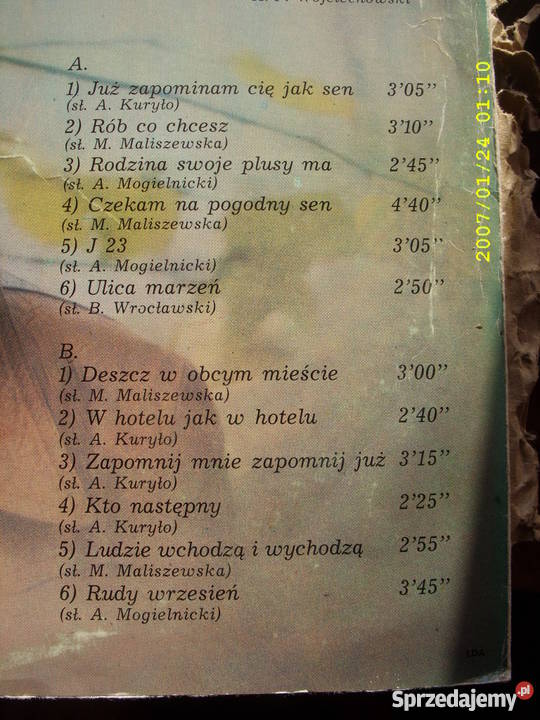 A.
1) Już zapominam cię jak sen 3'05"
(sł. A. Kuryło)
2) Rób co chcesz 3'10"
(sł. M. Maliszewska)
3) Rodzina swoje plusy ma 2'45"
(sł. A. Mogielnicki)
4) Czekam na pogodny sen 4'40"
(sł. M. Maliszewska)
5) J 23 3'05"
(sł. A. Mogielnicki)
6) Ulica marzeń 2'50"
(sł. B. Wrocławski)
B.
1) Deszcz w obcym mieście 3'00"
(sł. M. Maliszewska)
2) W hotelu jak w hotelu 2'40"
(sł. A. Kuryło)
3) Zapomnij mnie zapomnij już 3'15"
(sł. A. Kuryło)
4) Kto następny 2'25"
(sł. A. Kuryło)
5) Ludzie wchodzą i wychodzą 2'55"
(sł. M. Maliszewska)
6) Rudy wrzesień 3'45"
(sł. A. Mogielnicki)
2007/01/24 01:10
Sprzedajemy.pl